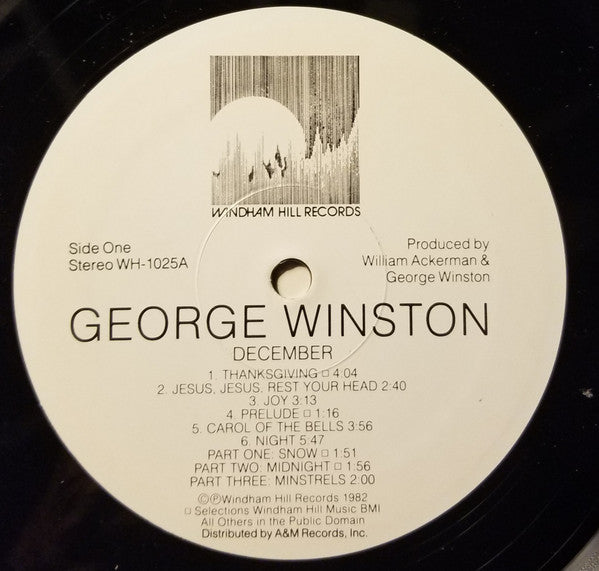 WINDHAM HILL RECORDS
Side One
Stereo WH-1025A
Produced by
William Ackerman &
George Winston
GEORGE WINSTON
DECEMBER
1. THANKSGIVING □ 4:04
2. JESUS, JESUS, REST YOUR HEAD 2:40
3. JOY 3:13
4. PRELUDE □ 1:16
5. CAROL OF THE BELLS 3:56
6. NIGHT 5:47
PART ONE: SNOW □ 1:51
PART TWO: MIDNIGHT □ 1:56
PART THREE: MINSTRELS 2:00
©℗Windham Hill Records 1982
□ Selections Windham Hill Music BMI
All Others in the Public Domain
Distributed by A&M Records, Inc.